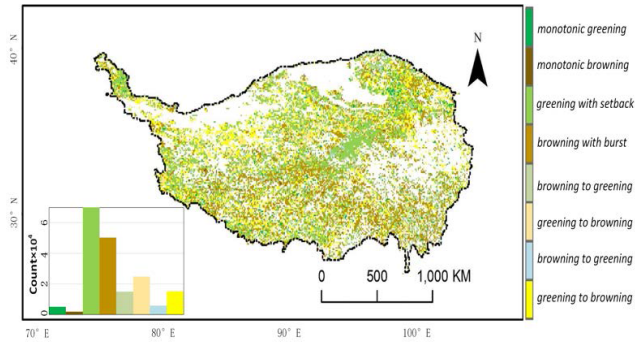 40° N
30° N
N
Count×10⁶
0
2
4
6
0 500 1,000 KM
70° E 80° E 90° E 100° E
monotonic greening
monotonic browning
greening with setback
browning with burst
browning to greening
greening to browning
browning to greening
greening to browning